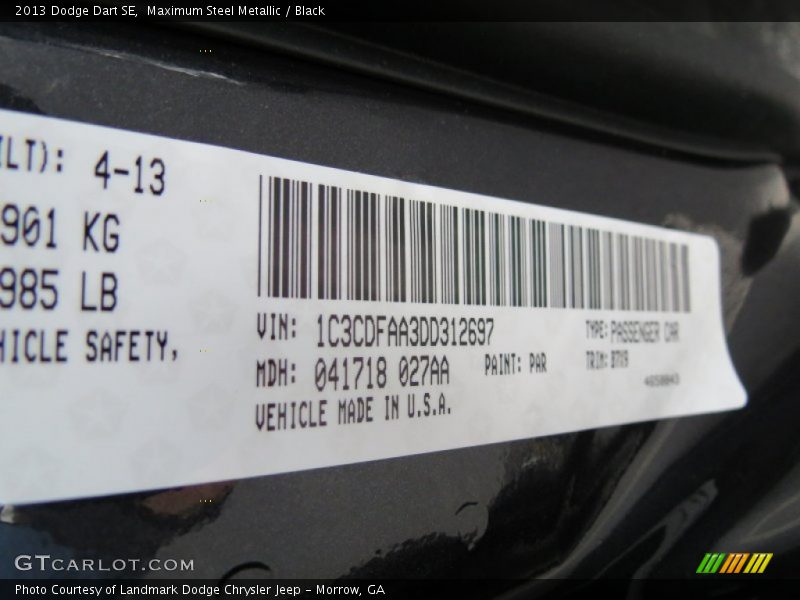 2013 Dodge Dart SE, Maximum Steel Metallic / Black
ILT): 4-13
901 KG
985 LB
HICLE SAFETY,
VIN: 1C3CDFAA3DD312697
TYPE: PASSENGER CAR
MDH: 041718 027AA
PAINT: PAR
TRIM:
VEHICLE MADE IN U.S.A.
GTCARLOT.COM
Photo Courtesy of Landmark Dodge Chrysler Jeep - Morrow, GA